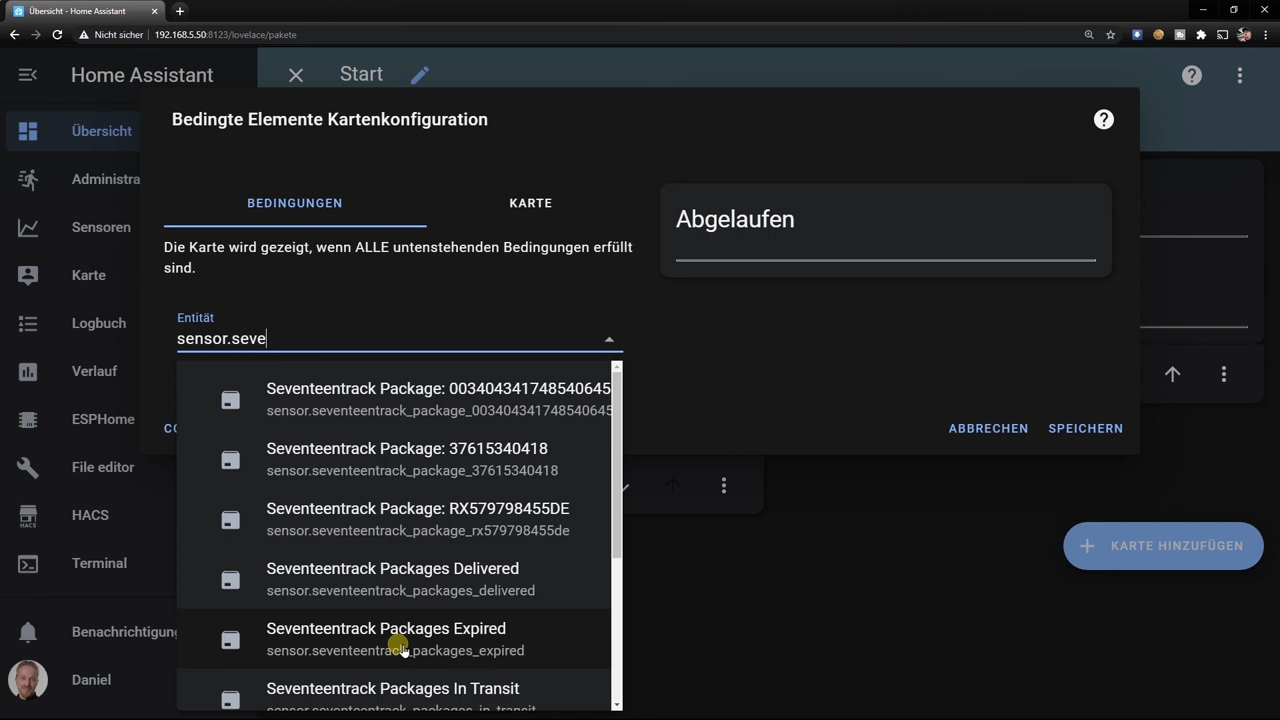 Übersicht - Home Assistant
Nicht sicher
192.168.5.50:8123/lovelace/pakete
Home Assistant
Start
Übersicht
Administra
Sensoren
Karte
Logbuch
Verlauf
ESPHome
File editor
HACS
HACS
Terminal
Benachrichtigung
Daniel
Bedingte Elemente Kartenkonfiguration
BEDINGUNGEN
KARTE
Die Karte wird gezeigt, wenn ALLE untenstehenden Bedingungen erfüllt
sind.
Abgelaufen
Entität
sensor.seve
Seventeentrack Package: 003404341748540645
sensor.seventeentrack_package_003404341748540645
Seventeentrack Package: 37615340418
sensor.seventeentrack_package_37615340418
Seventeentrack Package: RX579798455DE
sensor.seventeentrack_package_rx579798455de
Seventeentrack Packages Delivered
sensor.seventeentrack_packages_delivered
Seventeentrack Packages Expired
sensor.seventeentrack_packages_expired
Seventeentrack Packages In Transit
sensor.seventeentrack_packages_in_transit
ABBRECHEN
SPEICHERN
KARTE HINZUFÜGEN